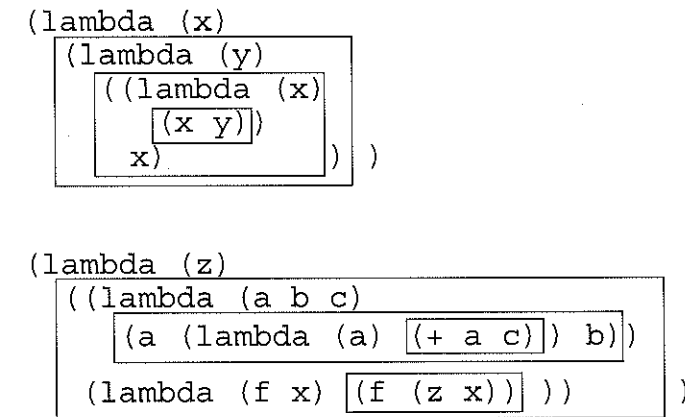 (lambda (x)
(lambda (y)
((lambda (x)
(x y))
x) ) )
(lambda (z)
((lambda (a b c)
(a (lambda (a) (+ a c)) b))
(lambda (f x) (f (z x)) )) )